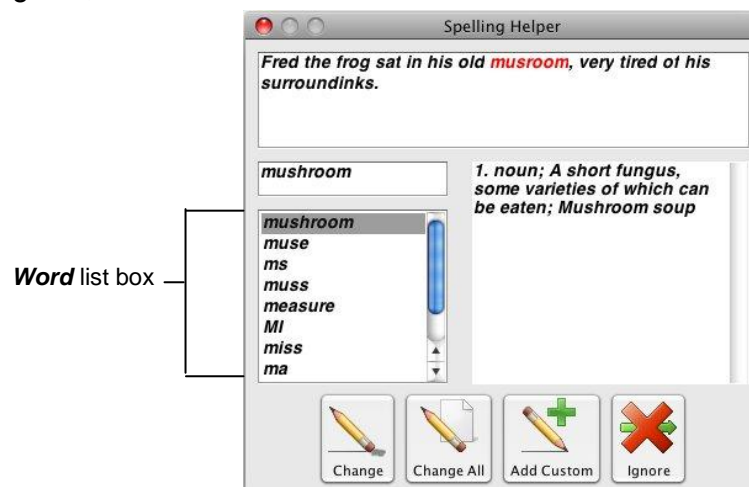 Spelling Helper
Fred the frog sat in his old musroom, very tired of his
surroundinks.
mushroom
1. noun; A short fungus,
some varieties of which can
be eaten; Mushroom soup
Word list box
mushroom
muse
ms
muss
measure
MI
miss
ma
Change
Change All
Add Custom
Ignore